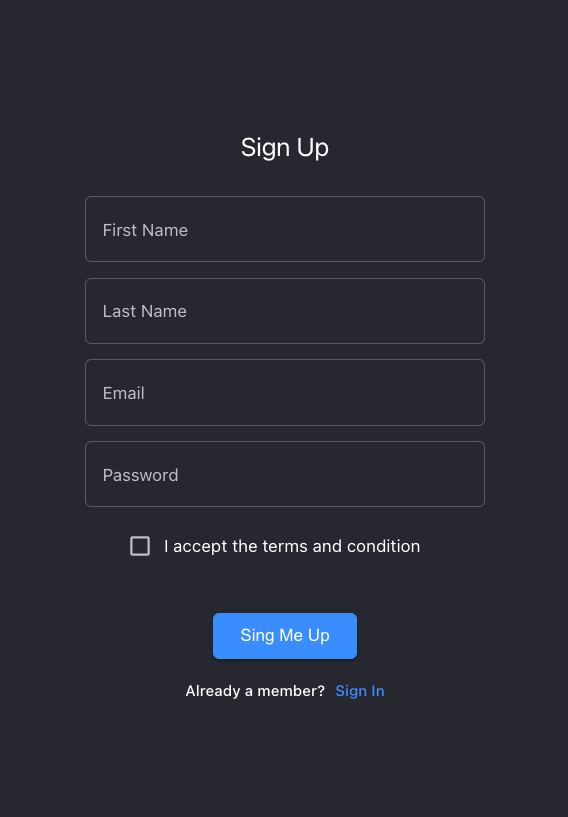 Sign Up
First Name
Last Name
Email
Password
I accept the terms and condition
Sing Me Up
Already a member? Sign In